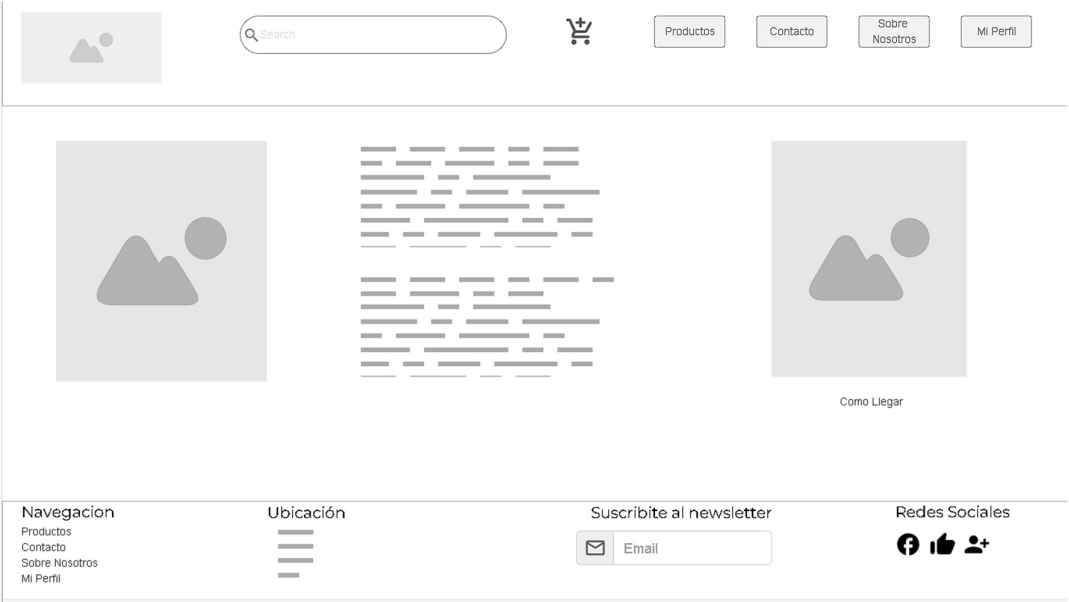 Search
Productos
Contacto
Sobre
Nosotros
Mi Perfil
Como Llegar
Navegacion
Productos
Contacto
Sobre Nosotros
Mi Perfil
Ubicación
Suscribite al newsletter
Email
Redes Sociales